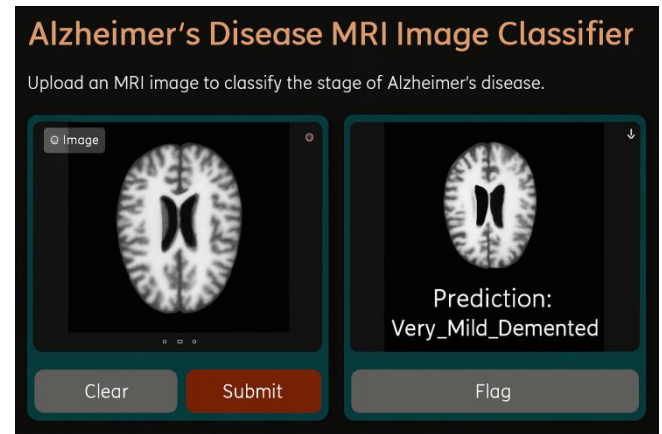 Alzheimer's Disease MRI Image Classifier
Upload an MRI image to classify the stage of Alzheimer's disease.
Image
Prediction:
Very_Mild_Demented
Clear
Submit
Flag